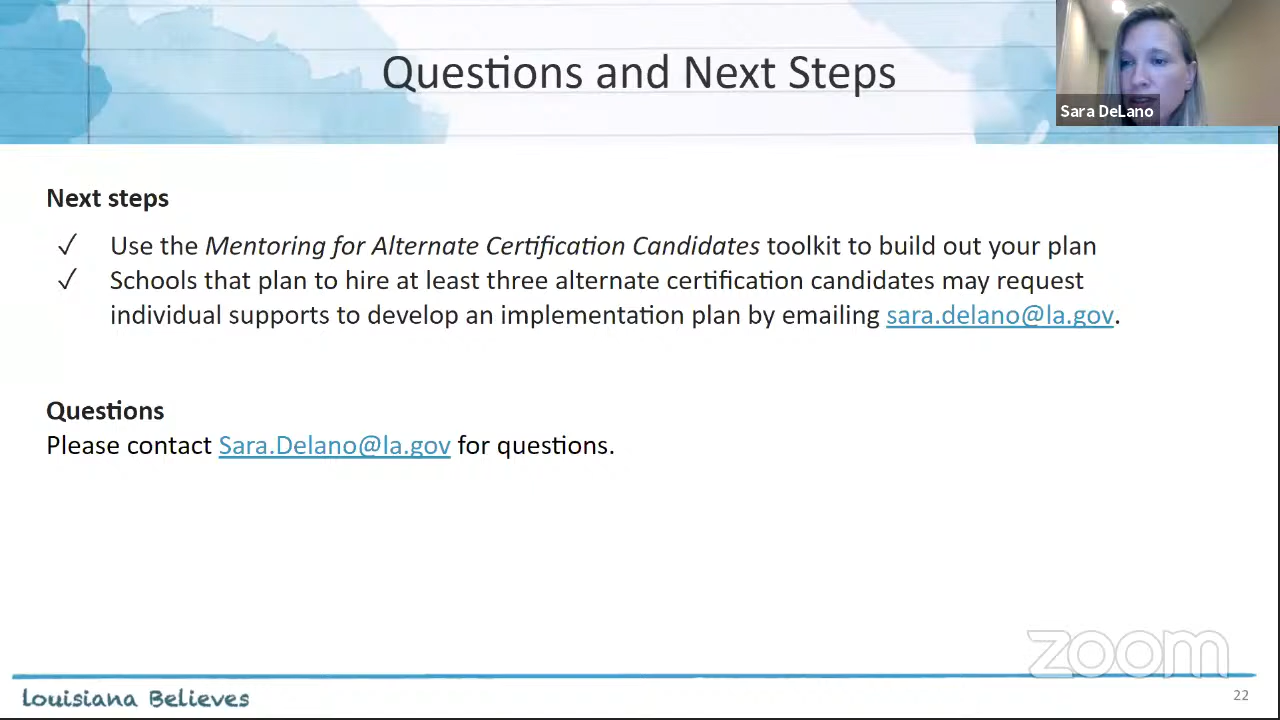 Questions and Next Steps
Sara DeLano
Next steps
✓ Use the Mentoring for Alternate Certification Candidates toolkit to build out your plan
✓ Schools that plan to hire at least three alternate certification candidates may request
individual supports to develop an implementation plan by emailing sara.delano@la.gov.
Questions
Please contact Sara.Delano@la.gov for questions.
zoom
Louisiana Believes
22